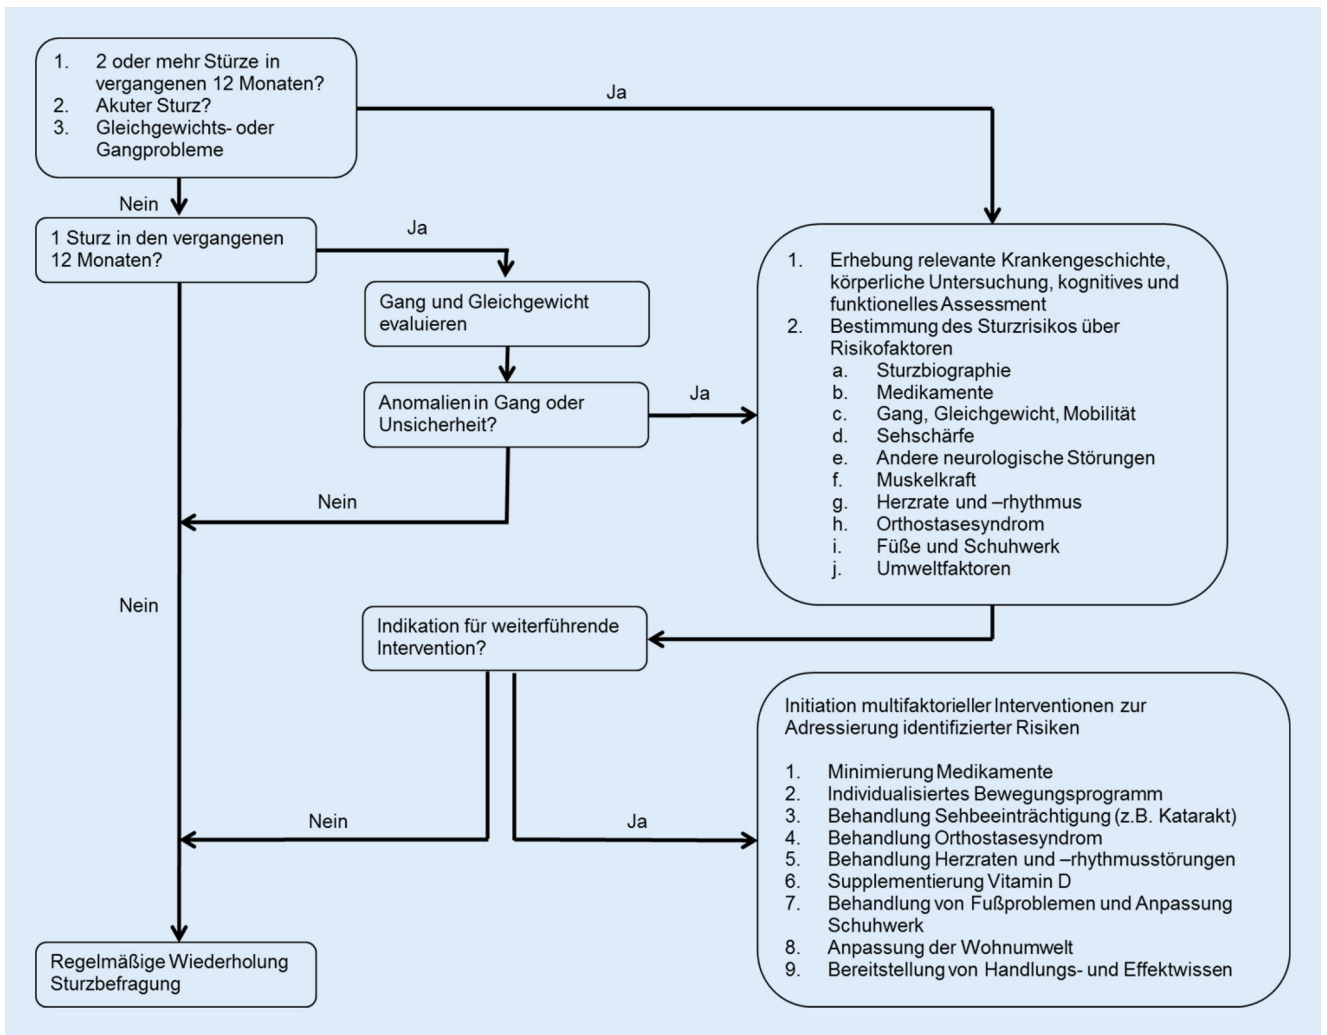 1. 2 oder mehr Stürze in
vergangenen 12 Monaten?
2. Akuter Sturz?
3. Gleichgewichts- oder
Gangprobleme
Ja
Nein
1 Sturz in den vergangenen
12 Monaten?
Ja
Gang und Gleichgewicht
evaluieren
Anomalien in Gang oder
Unsicherheit?
Ja
Nein
1. Erhebung relevante Krankengeschichte,
körperliche Untersuchung, kognitives und
funktionelles Assessment
2. Bestimmung des Sturzrisikos über
Risikofaktoren
a. Sturzbiographie
b. Medikamente
c. Gang, Gleichgewicht, Mobilität
d. Sehschärfe
e. Andere neurologische Störungen
f. Muskelkraft
g. Herzrate und –rhythmus
h. Orthostasesyndrom
i. Füße und Schuhwerk
j. Umweltfaktoren
Nein
Indikation für weiterführende
Intervention?
Nein
Ja
Initiation multifaktorieller Interventionen zur
Adressierung identifizierter Risiken
1. Minimierung Medikamente
2. Individualisiertes Bewegungsprogramm
3. Behandlung Sehbeeinträchtigung (z.B. Katarakt)
4. Behandlung Orthostasesyndrom
5. Behandlung Herzraten und –rhythmusstörungen
6. Supplementierung Vitamin D
7. Behandlung von Fußproblemen und Anpassung
Schuhwerk
8. Anpassung der Wohnumwelt
9. Bereitstellung von Handlungs- und Effektwissen
Regelmäßige Wiederholung
Sturzbefragung